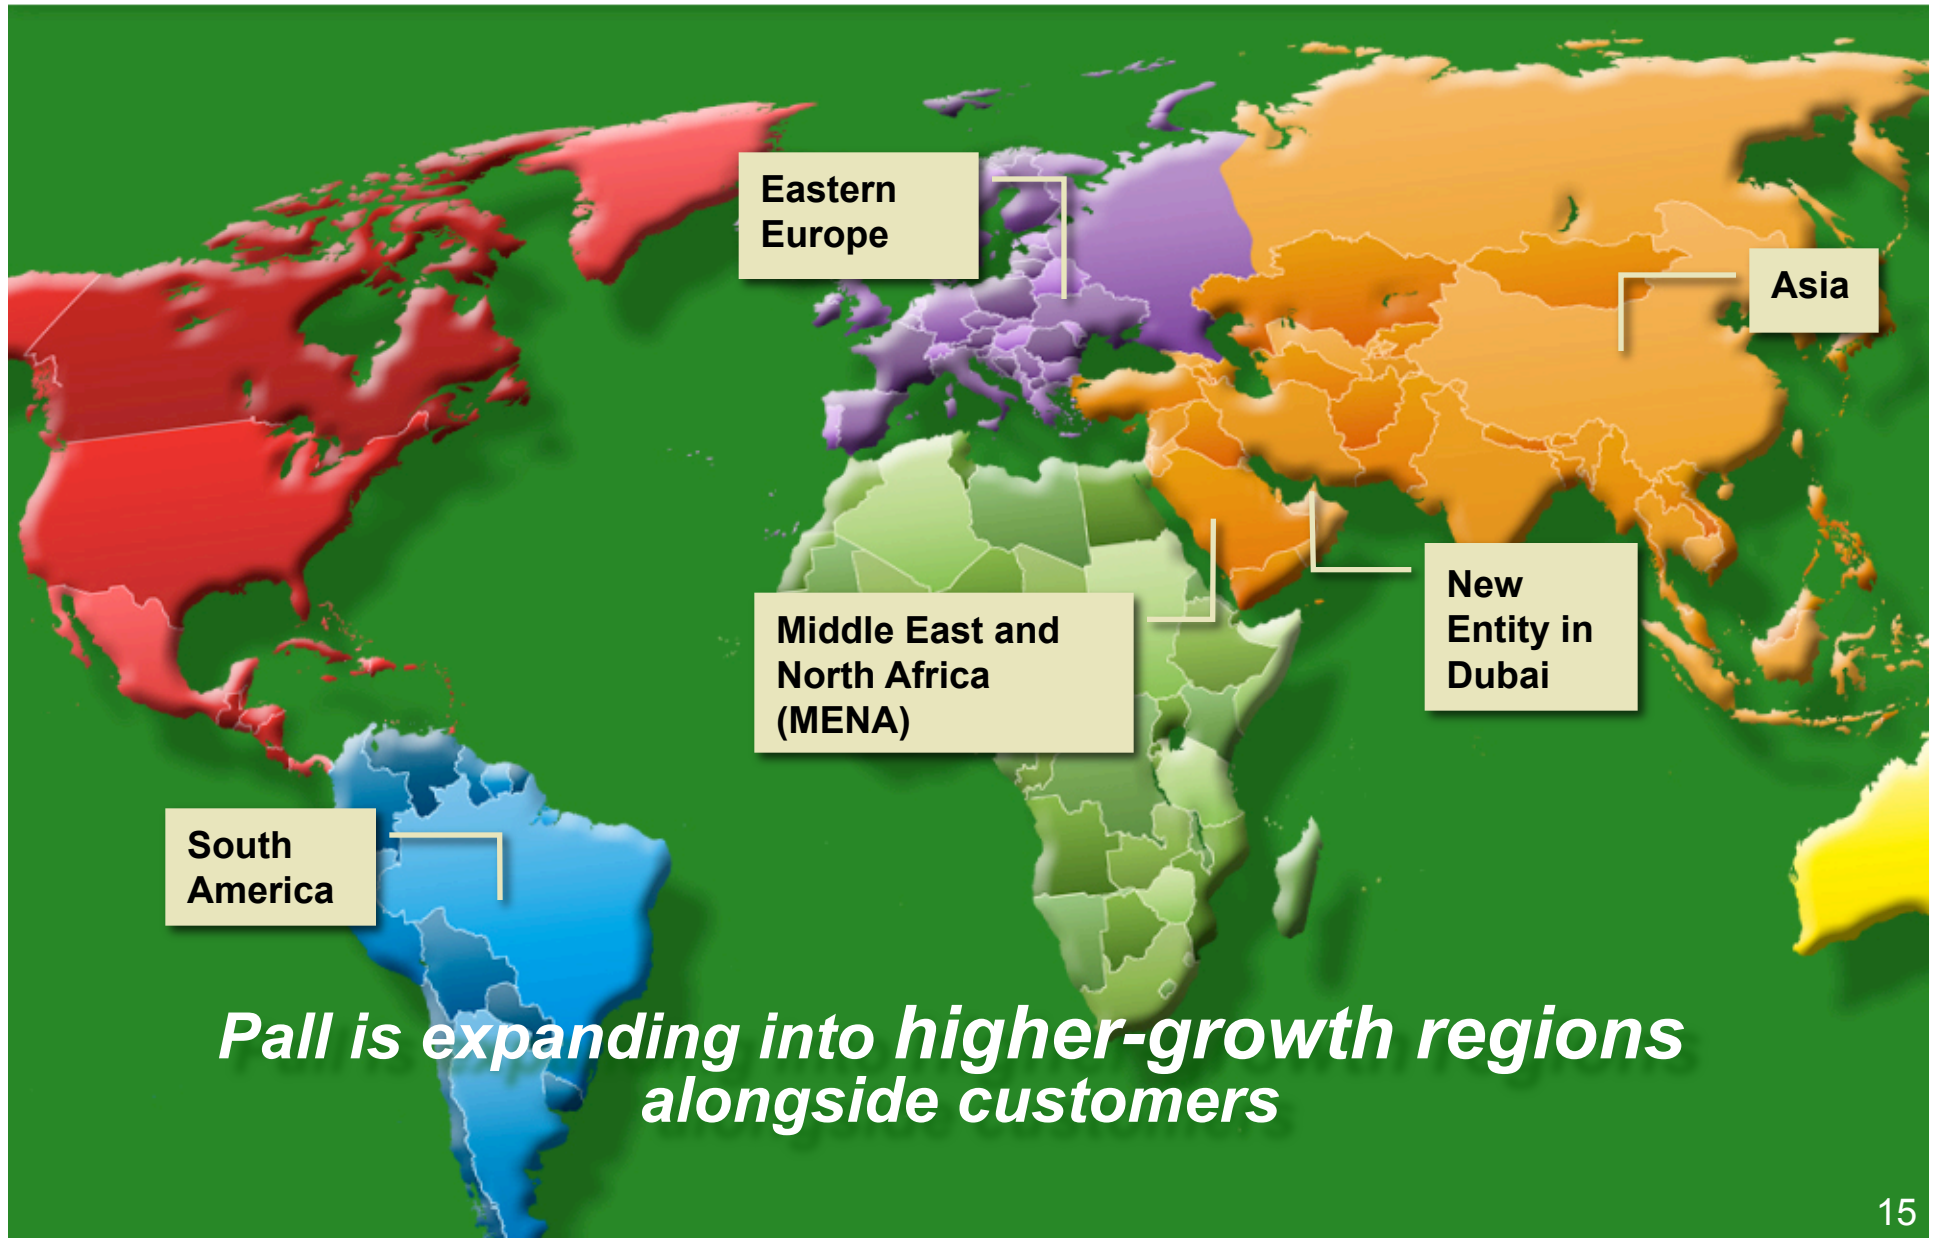 Eastern
Europe
Asia
New
Entity in
Dubai
Middle East and
North Africa
(MENA)
South
America
Pall is expanding into higher-growth regions
alongside customers
15